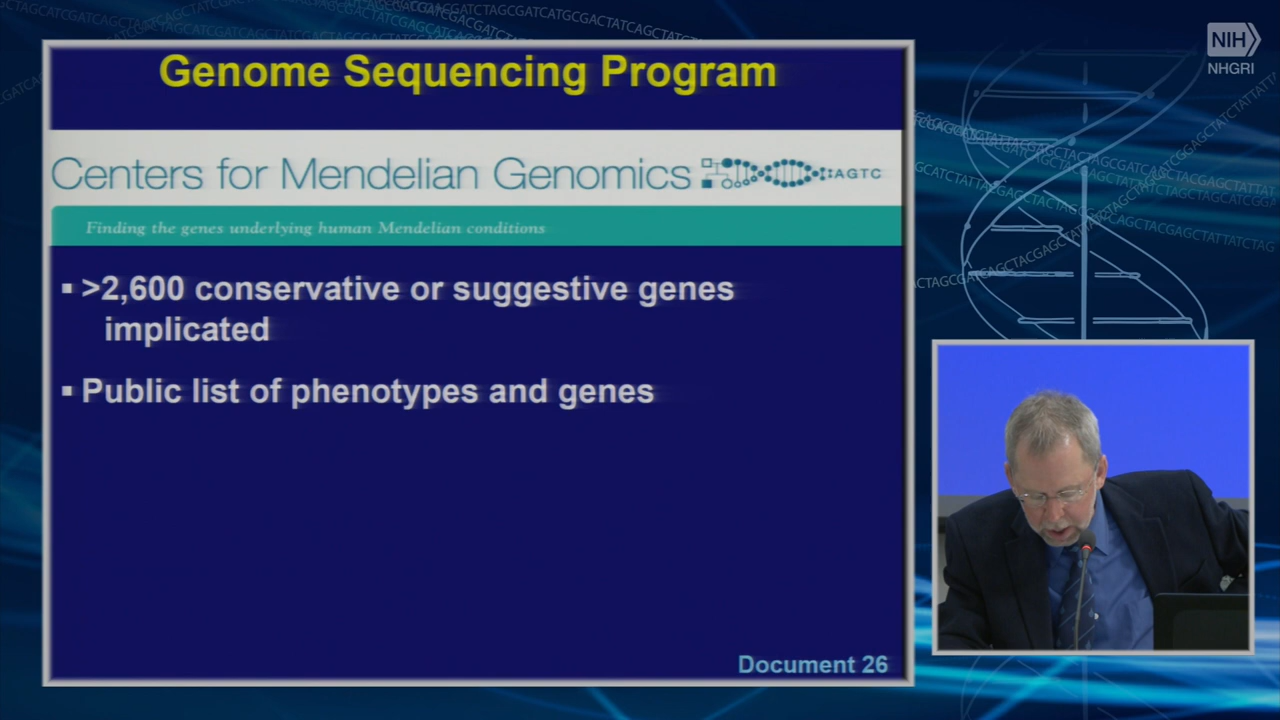 Genome Sequencing Program
NIH
NHGRI
Centers for Mendelian Genomics AGTC
Finding the genes underlying human Mendelian conditions
▪ >2,600 conservative or suggestive genes
implicated
▪ Public list of phenotypes and genes
Document 26